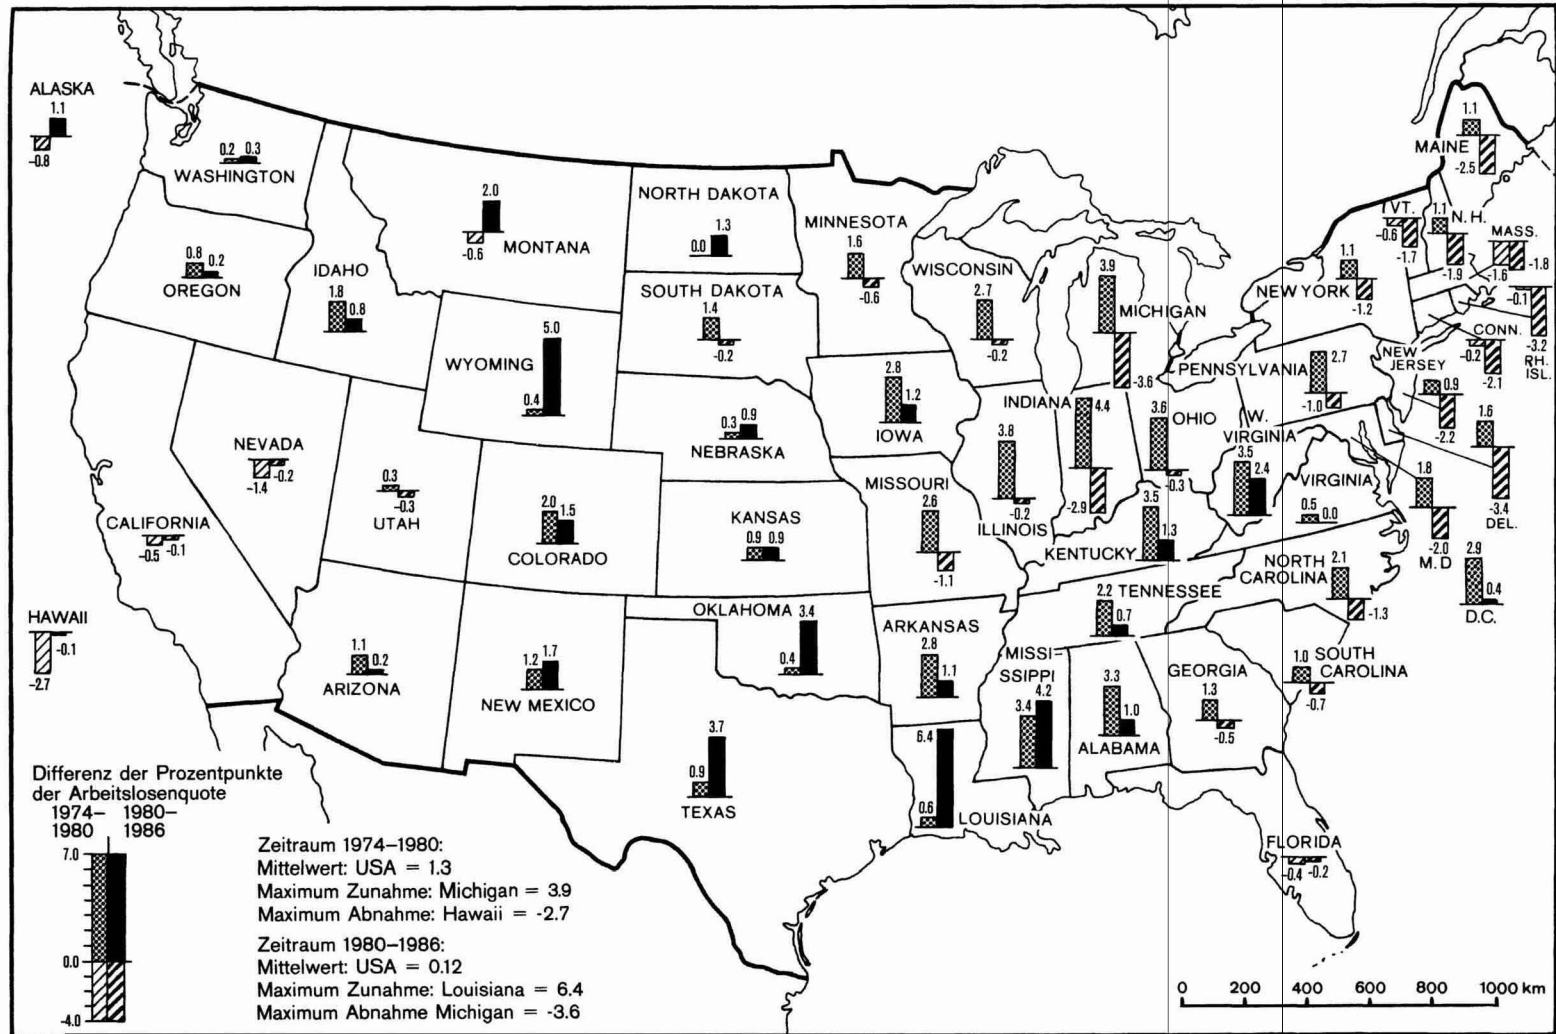 ALASKA
1.1
-0.8
0.2 0.3
WASHINGTON
0.8
0.2
OREGON
IDAHO
1.8
0.8
2.0
-0.6
MONTANA
NORTH DAKOTA
1.3
0.0
SOUTH DAKOTA
1.4
-0.2
MINNESOTA
1.6
-0.6
WISCONSIN
2.7
-0.2
3.9
MICHIGAN
-3.6
1.1
MAINE
-2.5
VT.
-0.6
-1.7
1.1
N.H.
-1.9
MASS.
-1.6
-1.8
-0.1
-3.2
RH.
ISL.
CONN.
-0.2
-2.1
1.1
NEW YORK
-1.2
WYOMING
5.0
0.4
NEVADA
-0.2
-1.4
CALIFORNIA
-0.5
-0.1
0.3
-0.3
UTAH
2.0
1.5
COLORADO
0.3
0.9
NEBRASKA
KANSAS
0.9 0.9
2.8
1.2
IOWA
MISSOURI
2.6
-1.1
3.8
-0.2
ILLINOIS
INDIANA
4.4
-2.9
3.6
OHIO
-0.3
PENNSYLVANIA
2.7
-1.0
NEW
JERSEY
0.9
-2.2
1.6
-3.4
DEL.
W.
VIRGINIA
3.5
2.4
VIRGINIA
0.5 0.0
1.8
-2.0
M.D
2.9
0.4
D.C.
3.5
1.3
KENTUCKY
2.2
TENNESSEE
0.7
NORTH
CAROLINA
2.1
-1.3
1.0
SOUTH
CAROLINA
-0.7
HAWAII
-0.1
-2.7
1.1
0.2
ARIZONA
1.2
1.7
NEW MEXICO
OKLAHOMA
3.4
0.4
ARKANSAS
2.8
1.1
MISSI–
SSIPPI
3.4
4.2
3.3
1.0
ALABAMA
GEORGIA
1.3
-0.5
3.7
0.9
TEXAS
6.4
0.6
LOUISIANA
FLORIDA
-0.4
-0.2
Differenz der Prozentpunkte
der Arbeitslosenquote
1974– 1980–
1980 1986
7.0
0.0
-4.0
Zeitraum 1974–1980:
Mittelwert: USA = 1.3
Maximum Zunahme: Michigan = 3.9
Maximum Abnahme: Hawaii = -2.7
Zeitraum 1980–1986:
Mittelwert: USA = 0.12
Maximum Zunahme: Louisiana = 6.4
Maximum Abnahme Michigan = -3.6
0 200 400 600 800 1000 km